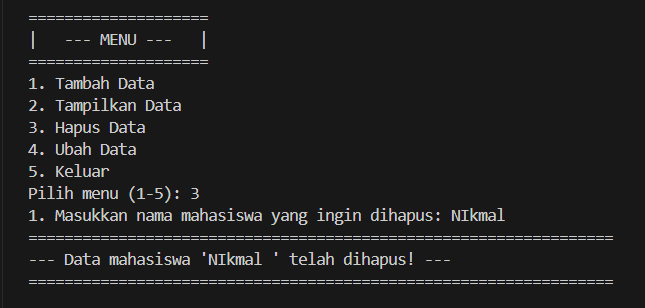 ====================
|   --- MENU ---   |
====================
1. Tambah Data
2. Tampilkan Data
3. Hapus Data
4. Ubah Data
5. Keluar
Pilih menu (1-5): 3
1. Masukkan nama mahasiswa yang ingin dihapus: NIkmal
=================================================================
--- Data mahasiswa 'NIkmal ' telah dihapus! ---
=================================================================